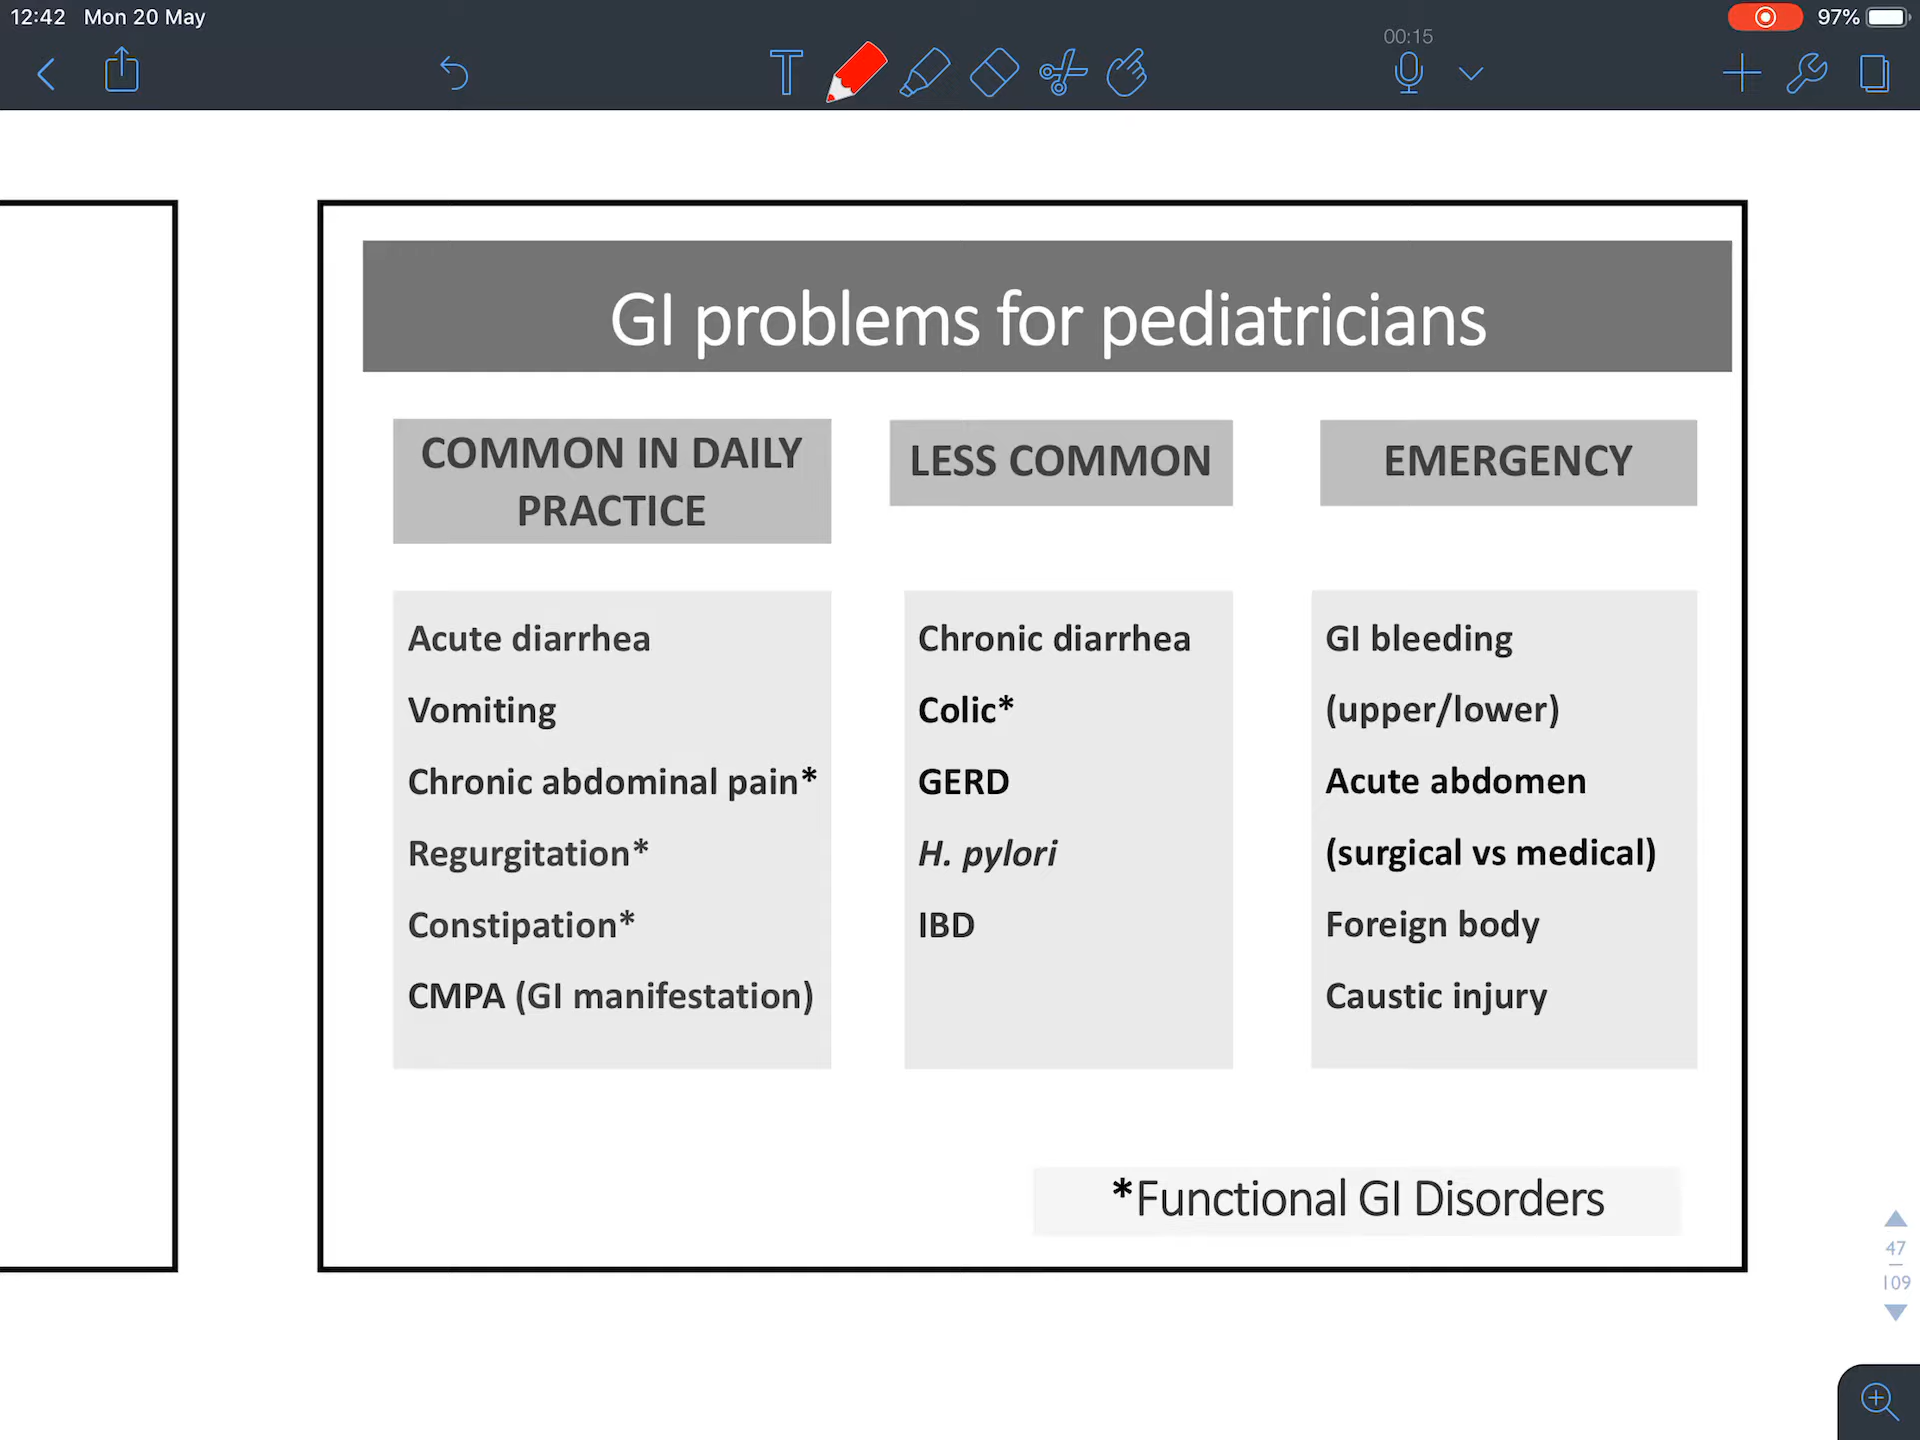 12:42 Mon 20 May
97%
00:15
T
GI problems for pediatricians
COMMON IN DAILY
PRACTICE
Acute diarrhea
Vomiting
Chronic abdominal pain*
Regurgitation*
Constipation*
CMPA (GI manifestation)
LESS COMMON
Chronic diarrhea
Colic*
GERD
H. pylori
IBD
EMERGENCY
GI bleeding
(upper/lower)
Acute abdomen
(surgical vs medical)
Foreign body
Caustic injury
*Functional GI Disorders
47
109